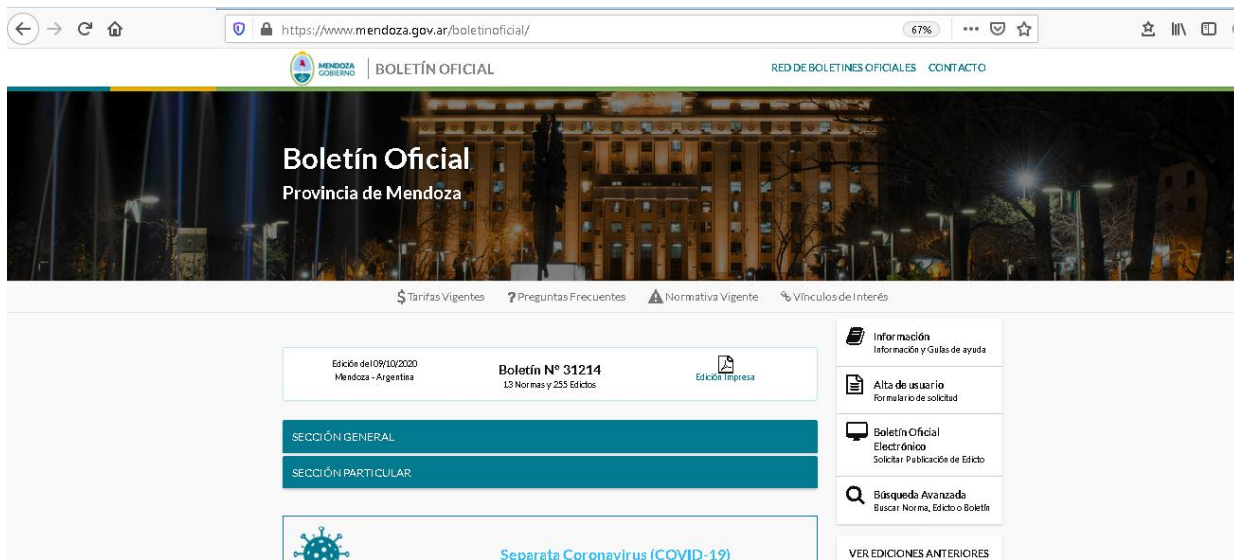 https://www.mendoza.gov.ar/boletinoficial/
67%
MENDOZA
GOBIERNO
BOLETÍN OFICIAL
RED DE BOLETINES OFICIALES CONTACTO
Boletín Oficial
Provincia de Mendoza
$ Tarifas Vigentes ? Preguntas Frecuentes Normativa Vigente Vínculos de Interés
Edición del 09/10/2020
Mendoza - Argentina
Boletín Nº 31214
13 Normas y 255 Edictos
Edición Impresa
SECCIÓN GENERAL
SECCIÓN PARTICULAR
Separata Coronavirus (COVID-19)
Información
Información y Guías de ayuda
Alta de usuario
Formulario de solicitud
Boletín Oficial
Electrónico
Solicitar Publicación de Edicto
Búsqueda Avanzada
Buscar Norma, Edicto o Boletín
VER EDICIONES ANTERIORES